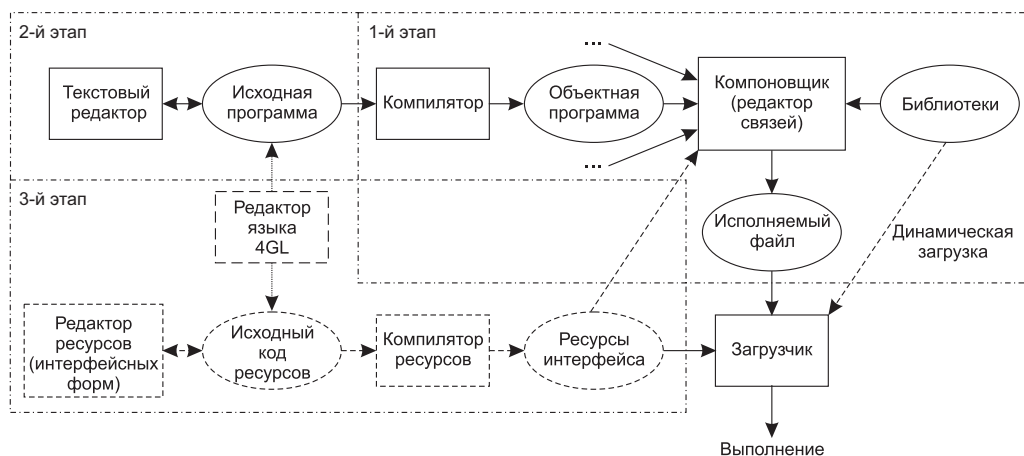 2-й этап
1-й этап
Текстовый
редактор
Исходная
программа
Компилятор
...
Объектная
программа
...
Компоновщик
(редактор
связей)
Библиотеки
3-й этап
Редактор
языка
4GL
Исполняемый
файл
Динамическая
загрузка
Редактор
ресурсов
(интерфейсных
форм)
Исходный
код
ресурсов
Компилятор
ресурсов
Ресурсы
интерфейса
Загрузчик
Выполнение